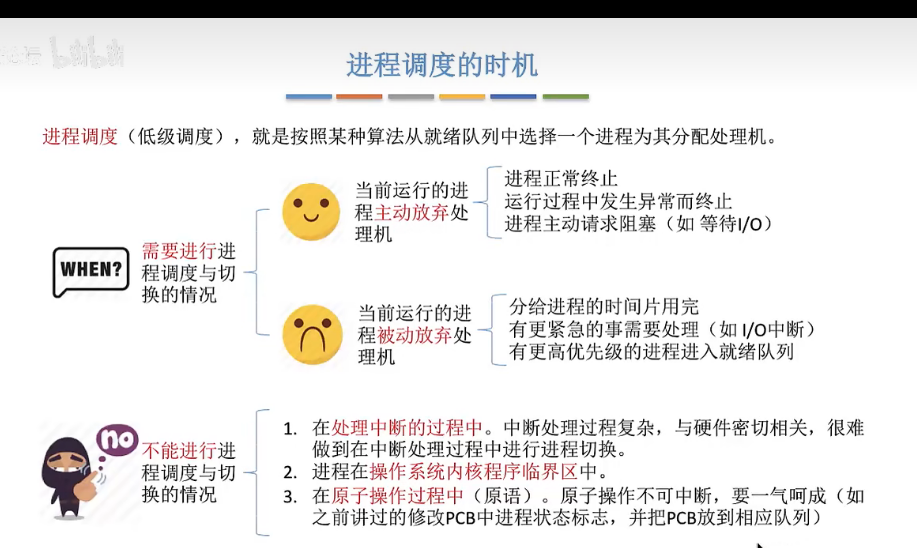 bilibili
进程调度的时机
进程调度（低级调度），就是按照某种算法从就绪队列中选择一个进程为其分配处理机。
WHEN?
需要进行进
程调度与切
换的情况
当前运行的进
程主动放弃处
理机
进程正常终止
运行过程中发生异常而终止
进程主动请求阻塞（如 等待I/O）
当前运行的进
程被动放弃处
理机
分给进程的时间片用完
有更紧急的事需要处理（如 I/O中断）
有更高优先级的进程进入就绪队列
no
不能进行进
程调度与切
换的情况
1. 在处理中断的过程中。中断处理过程复杂，与硬件密切相关，很难
做到在中断处理过程中进行进程切换。
2. 进程在操作系统内核程序临界区中。
3. 在原子操作过程中（原语）。原子操作不可中断，要一气呵成（如
之前讲过的修改PCB中进程状态标志，并把PCB放到相应队列）